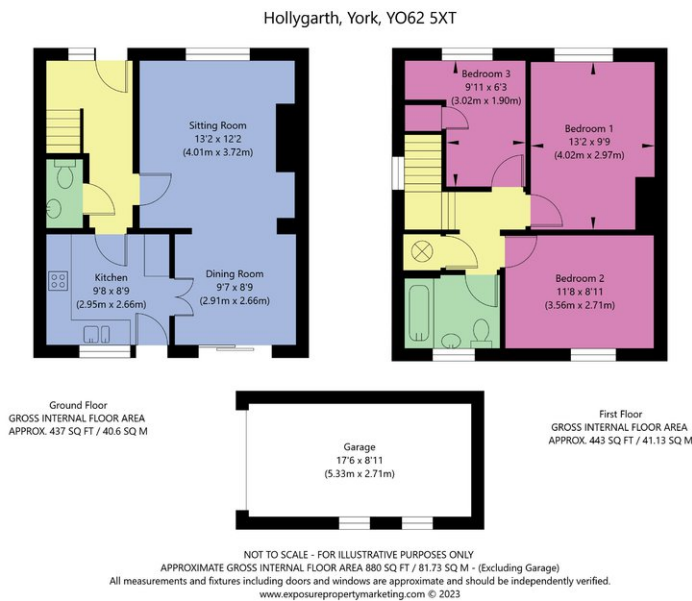 Hollygarth, York, YO62 5XT
Sitting Room
13'2 x 12'2
(4.01m x 3.72m)
Kitchen
9'8 x 8'9
(2.95m x 2.66m)
Dining Room
9'7 x 8'9
(2.91m x 2.66m)
Bedroom 3
9'11 x 6'3
(3.02m x 1.90m)
Bedroom 1
13'2 x 9'9
(4.02m x 2.97m)
Bedroom 2
11'8 x 8'11
(3.56m x 2.71m)
Ground Floor
GROSS INTERNAL FLOOR AREA
APPROX. 437 SQ FT / 40.6 SQ M
First Floor
GROSS INTERNAL FLOOR AREA
APPROX. 443 SQ FT / 41.13 SQ M
Garage
17'6 x 8'11
(5.33m x 2.71m)
NOT TO SCALE - FOR ILLUSTRATIVE PURPOSES ONLY
APPROXIMATE GROSS INTERNAL FLOOR AREA 880 SQ FT / 81.73 SQ M - (Excluding Garage)
All measurements and fixtures including doors and windows are approximate and should be independently verified.
www.exposurepropertymarketing.com © 2023